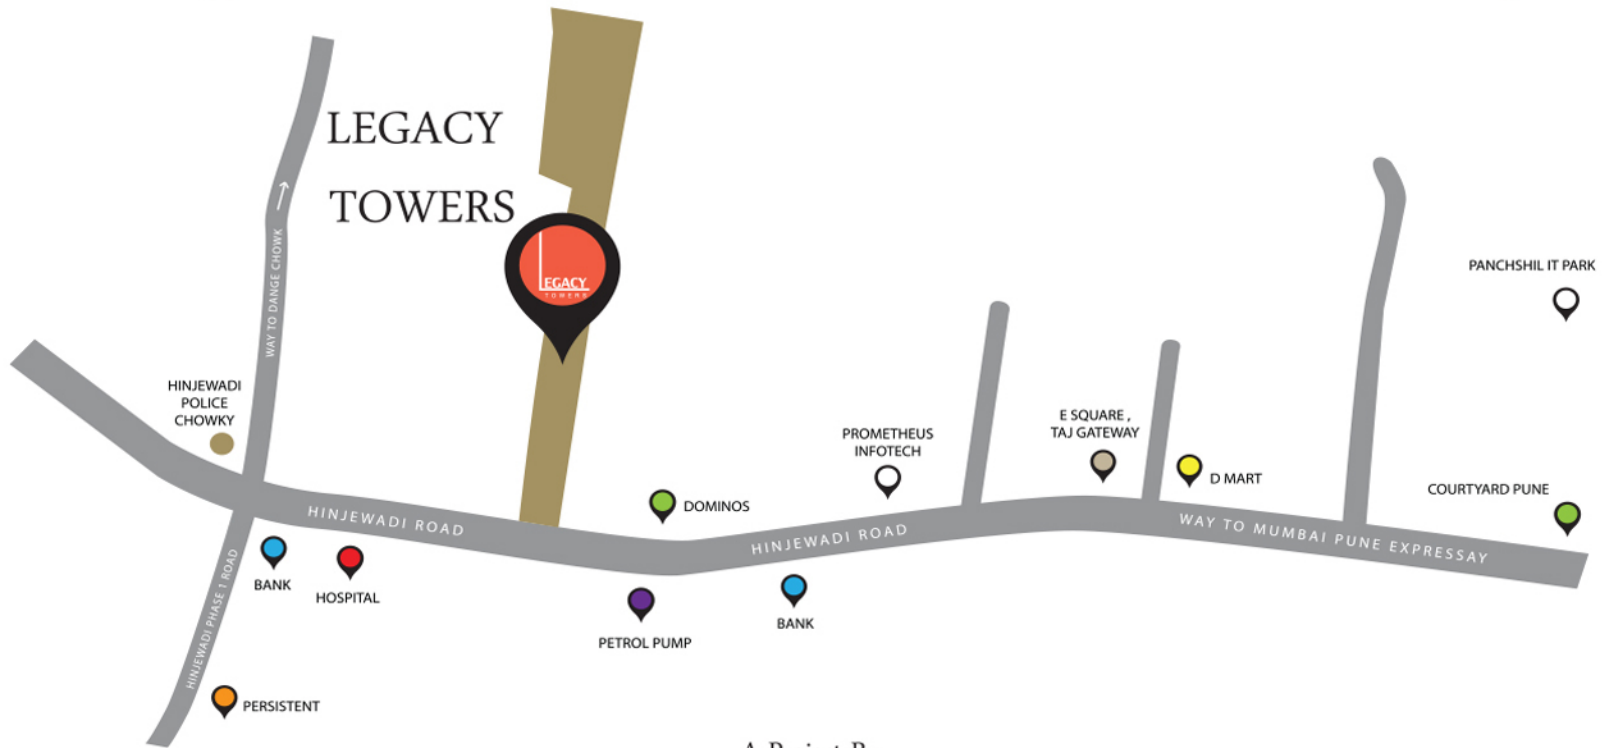 LEGACY
TOWERS
LEGACY
TOWERS
WAY TO DANGE CHOWK
PANCHSHIL IT PARK
HINJEWADI
POLICE
CHOWKY
PROMETHEUS
INFOTECH
E SQUARE ,
TAJ GATEWAY
D MART
COURTYARD PUNE
DOMINOS
HINJEWADI ROAD
HINJEWADI ROAD
WAY TO MUMBAI PUNE EXPRESSAY
BANK
HOSPITAL
HINJEWADI PHASE 1 ROAD
PETROL PUMP
BANK
PERSISTENT